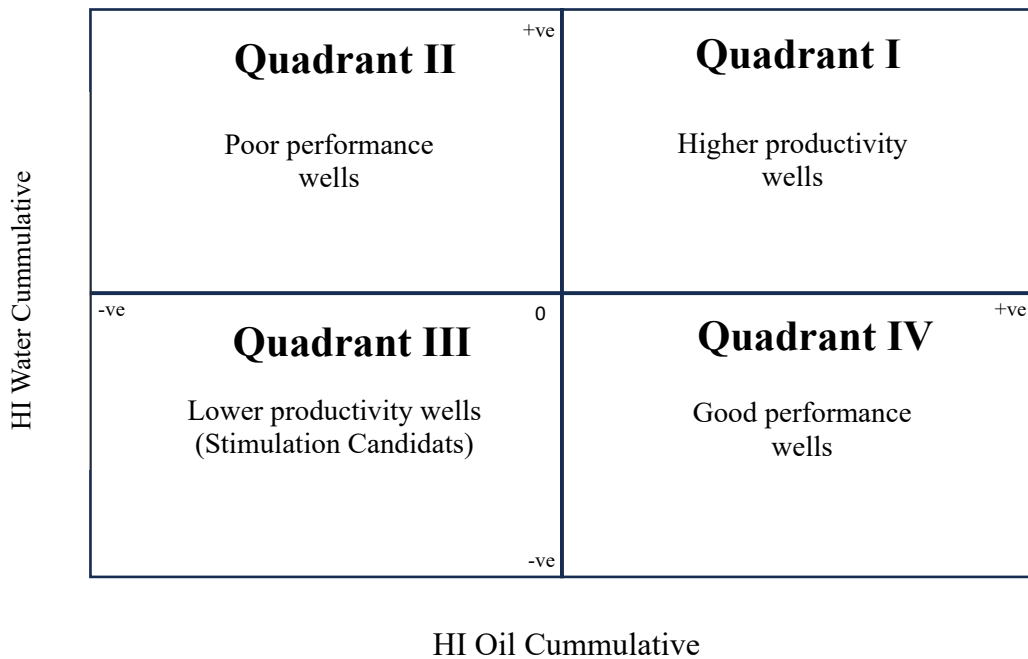 +ve
Quadrant II
Poor performance
wells
Quadrant I
Higher productivity
wells
HI Water Cummulative
-ve
0
+ve
Quadrant III
Lower productivity wells
(Stimulation Candidats)
-ve
Quadrant IV
Good performance
wells
HI Oil Cummulative